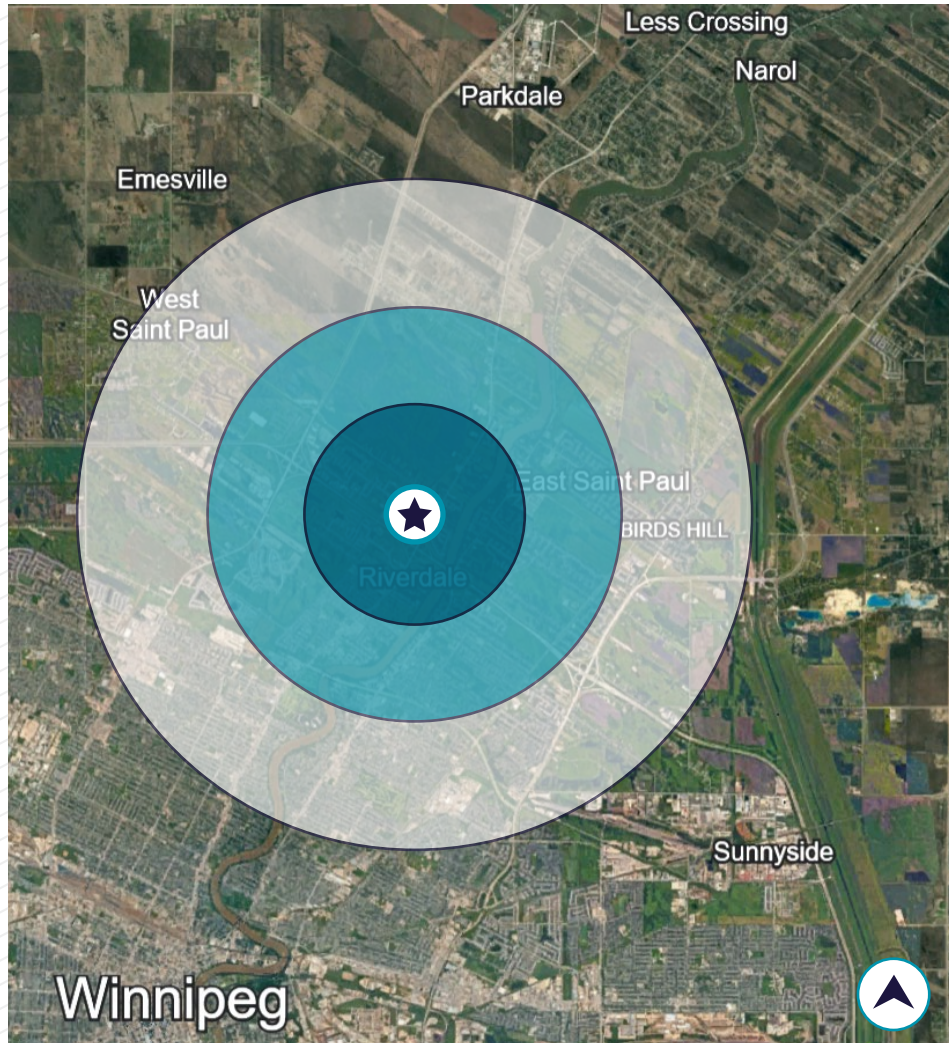 Less Crossing
Narol
Parkdale
Emesville
West
Saint Paul
East Saint Paul
BIRDS HILL
Riverdale
Sunnyside
Winnipeg